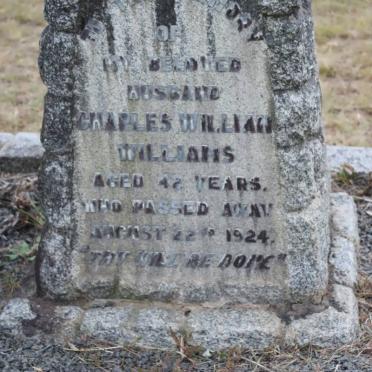 OF
MY BELOVED
HUSBAND
CHARLES WILLIAM
WILLIAMS
AGED 42 YEARS.
WHO PASSED AWAY
AUGUST 22ND 1924.
"THY WILL BE DONE"